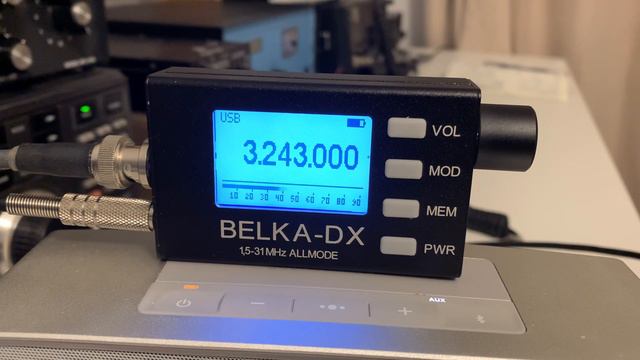 USB
3.243.000
10 20 30 40 50 60 70 80 90
BELKA-DX
1,5-31MHz ALLMODE
VOL
MOD
MEM
PWR
AUX